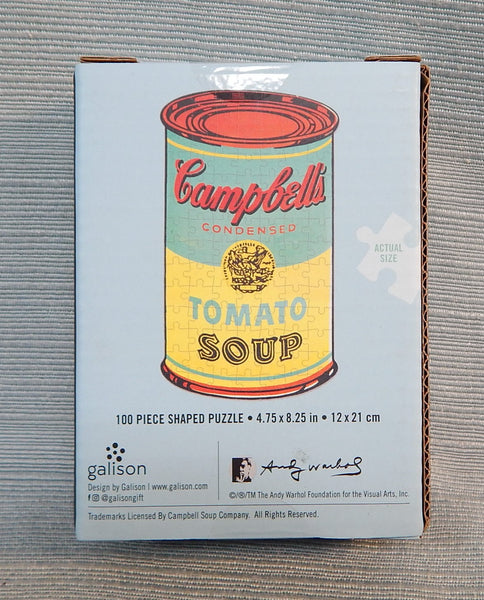 Campbell's
CONDENSED
ACTUAL
SIZE
TOMATO
SOUP
100 PIECE SHAPED PUZZLE • 4.75 x 8.25 in • 12 x 21 cm
galison
Design by Galison | www.galison.com
@galisongift
Andy Warhol
©/®/TM The Andy Warhol Foundation for the Visual Arts, Inc.
Trademarks Licensed By Campbell Soup Company. All Rights Reserved.